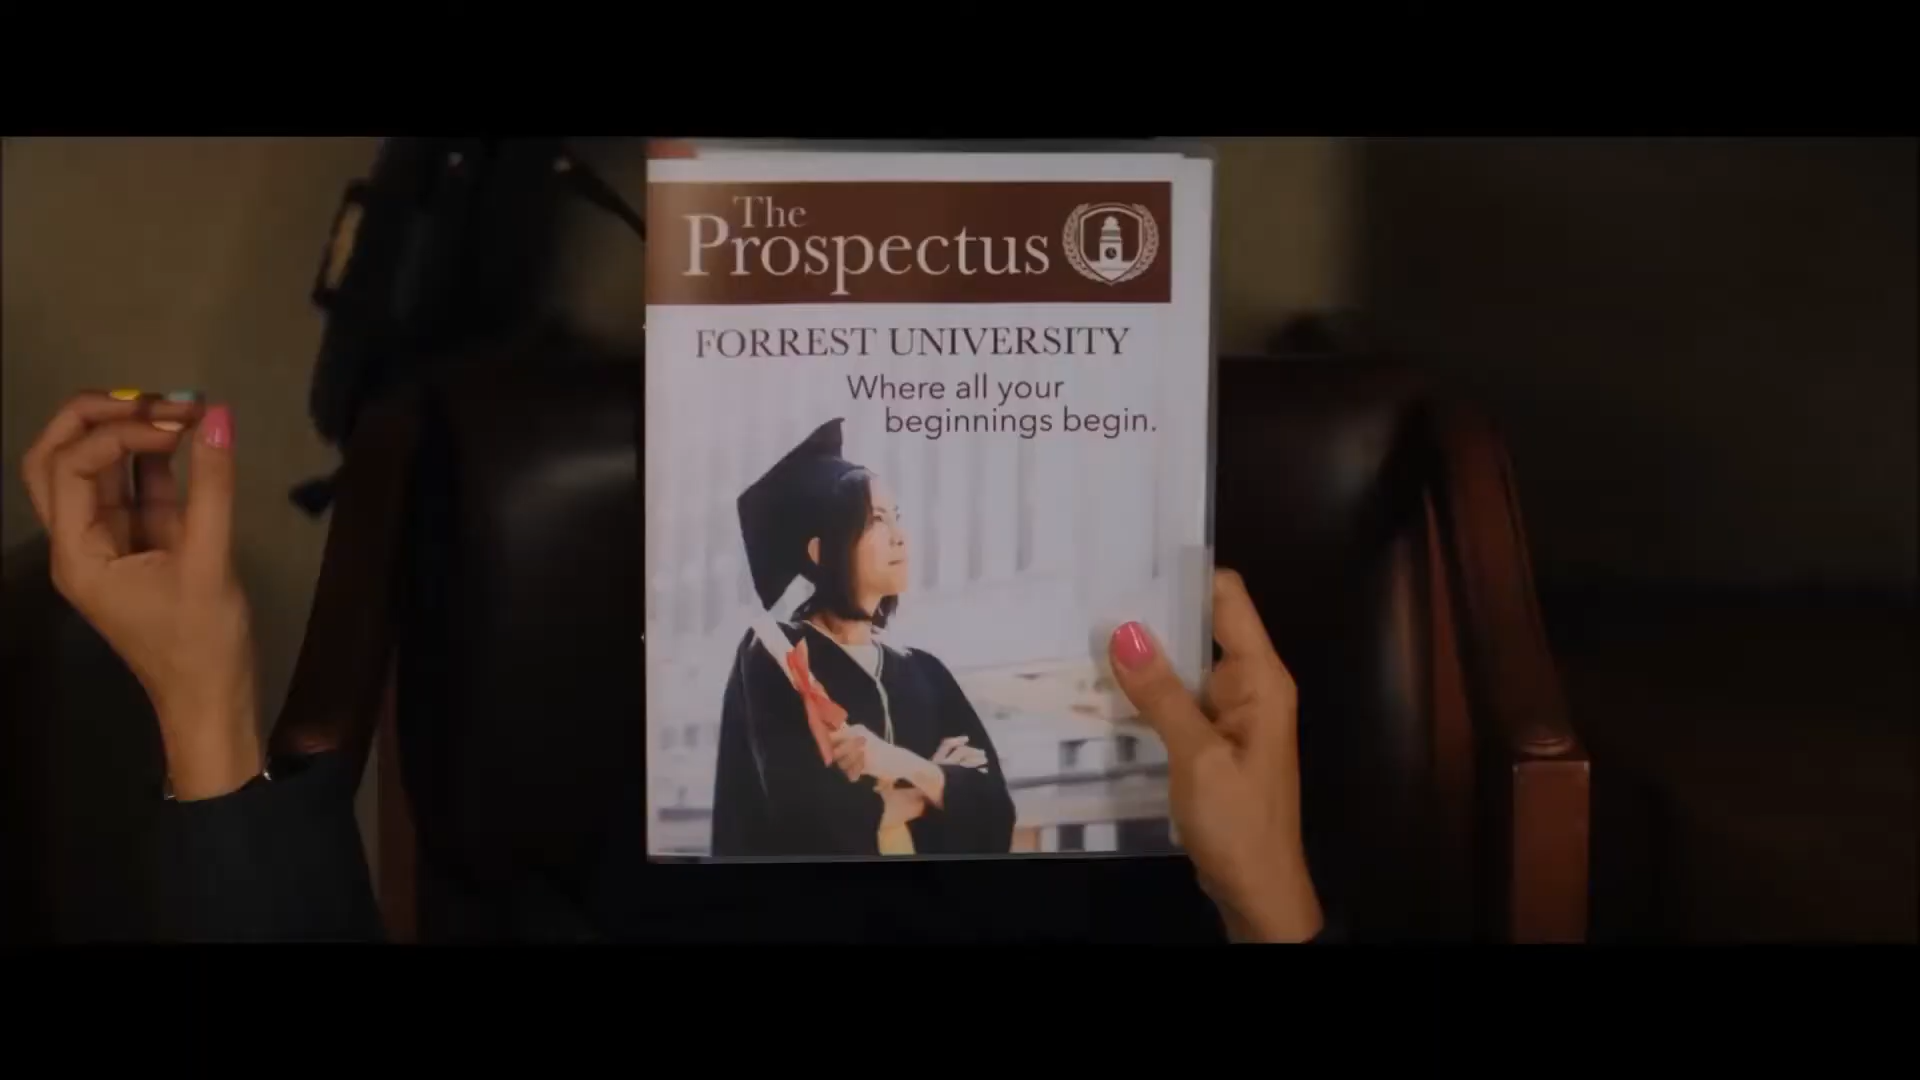 The
Prospectus
FORREST UNIVERSITY
Where all your
beginnings begin.